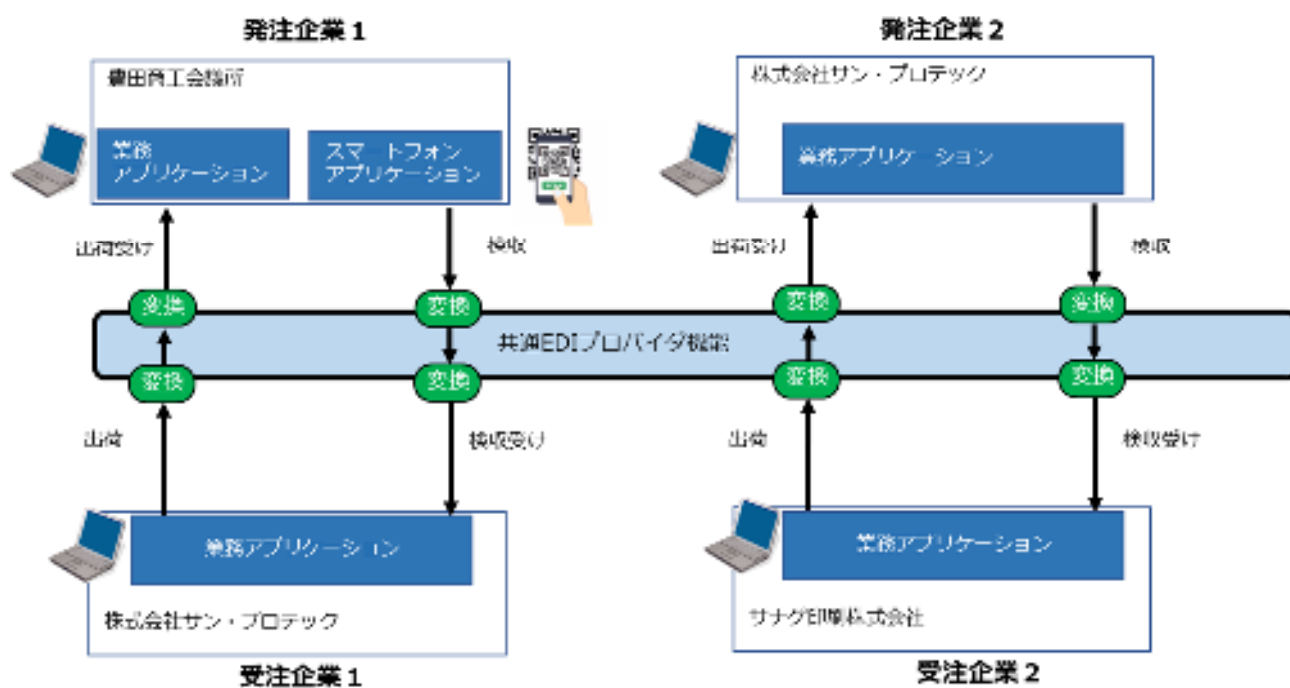 発注企業1
発注企業2
豊田商工会議所
株式会社サン・プロテック
業務
アプリケーション
スマートフォン
アプリケーション
業務アプリケーション
出荷受け
検収
出荷受け
検収
変換
変換
変換
変換
共通EDIプロバイダ機能
変換
変換
変換
変換
出荷
検収受け
出荷
検収受け
業務アプリケーション
業務アプリケーション
株式会社サン・プロテック
サナゲ印刷株式会社
受注企業1
受注企業2